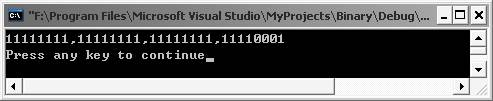 "F:\Program Files\Microsoft Visual Studio\MyProjects\Binary\Debug\...
11111111,11111111,11111111,11110001
Press any key to continue